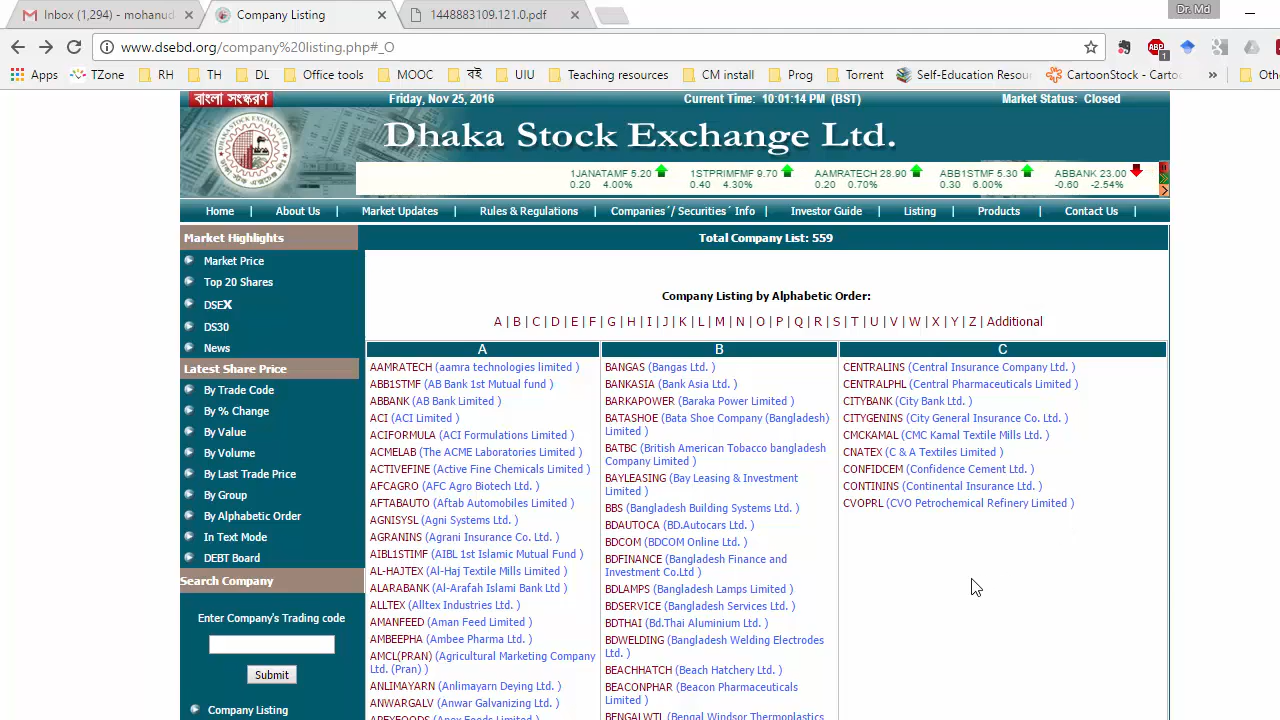 Inbox (1,294) - mohanud
Company Listing
1448883109.121.0.pdf
Dr. Md
www.dsebd.org/company%20listing.php#_O
Apps
TZone
RH
TH
DL
Office tools
MOOC
বই
UIU
Teaching resources
CM install
Prog
Torrent
Self-Education Resou
CartoonStock - Carto
»
Oth
বাংলা সংস্করণ
Friday, Nov 25, 2016
Current Time: 10:01:14 PM (BST)
Market Status: Closed
Dhaka Stock Exchange Ltd.
1JANATAMF 5.20 1STPRIMFMF 9.70 AAMRATECH 28.90 ABB1STMF 5.30 ABBANK 23.00
0.20 4.00% 0.40 4.30% 0.20 0.70% 0.30 6.00% -0.60 -2.54%
Home | About Us | Market Updates | Rules & Regulations | Companies´/ Securities´ Info | Investor Guide | Listing | Products | Contact Us |
Market Highlights
Market Price
Top 20 Shares
DSEX
DS30
News
Latest Share Price
By Trade Code
By % Change
By Value
By Volume
By Last Trade Price
By Group
By Alphabetic Order
In Text Mode
DEBT Board
Search Company
Enter Company's Trading code
Submit
Company Listing
Total Company List: 559
Company Listing by Alphabetic Order:
A | B | C | D | E | F | G | H | I | J | K | L | M | N | O | P | Q | R | S | T | U | V | W | X | Y | Z | Additional
A
AAMRATECH (aamra technologies limited )
ABB1STMF (AB Bank 1st Mutual fund )
ABBANK (AB Bank Limited )
ACI (ACI Limited )
ACIFORMULA (ACI Formulations Limited )
ACMELAB (The ACME Laboratories Limited )
ACTIVEFINE (Active Fine Chemicals Limited )
AFCAGRO (AFC Agro Biotech Ltd. )
AFTABAUTO (Aftab Automobiles Limited )
AGNISYSL (Agni Systems Ltd. )
AGRANINS (Agrani Insurance Co. Ltd. )
AIBL1STIMF (AIBL 1st Islamic Mutual Fund )
AL-HAJTEX (Al-Haj Textile Mills Limited )
ALARABANK (Al-Arafah Islami Bank Ltd )
ALLTEX (Alltex Industries Ltd. )
AMANFEED (Aman Feed Limited )
AMBEEPHA (Ambee Pharma Ltd. )
AMCL(PRAN) (Agricultural Marketing Company
Ltd. (Pran) )
ANLIMAYARN (Anlimayarn Deying Ltd. )
ANWARGALV (Anwar Galvanizing Ltd. )
APEXFOODS (Apex Foods Limited )
B
BANGAS (Bangas Ltd. )
BANKASIA (Bank Asia Ltd. )
BARKAPOWER (Baraka Power Limited )
BATASHOE (Bata Shoe Company (Bangladesh)
Limited )
BATBC (British American Tobacco bangladesh
Company Limited )
BAYLEASING (Bay Leasing & Investment
Limited )
BBS (Bangladesh Building Systems Ltd. )
BDAUTOCA (BD.Autocars Ltd. )
BDCOM (BDCOM Online Ltd. )
BDFINANCE (Bangladesh Finance and
Investment Co.Ltd )
BDLAMPS (Bangladesh Lamps Limited )
BDSERVICE (Bangladesh Services Ltd. )
BDTHAI (Bd.Thai Aluminium Ltd. )
BDWELDING (Bangladesh Welding Electrodes
Ltd. )
BEACHHATCH (Beach Hatchery Ltd. )
BEACONPHAR (Beacon Pharmaceuticals
Limited )
BENGALWTL (Bengal Windsor Thermoplastics
C
CENTRALINS (Central Insurance Company Ltd. )
CENTRALPHL (Central Pharmaceuticals Limited )
CITYBANK (City Bank Ltd. )
CITYGENINS (City General Insurance Co. Ltd. )
CMCKAMAL (CMC Kamal Textile Mills Ltd. )
CNATEX (C & A Textiles Limited )
CONFIDCEM (Confidence Cement Ltd. )
CONTININS (Continental Insurance Ltd. )
CVOPRL (CVO Petrochemical Refinery Limited )